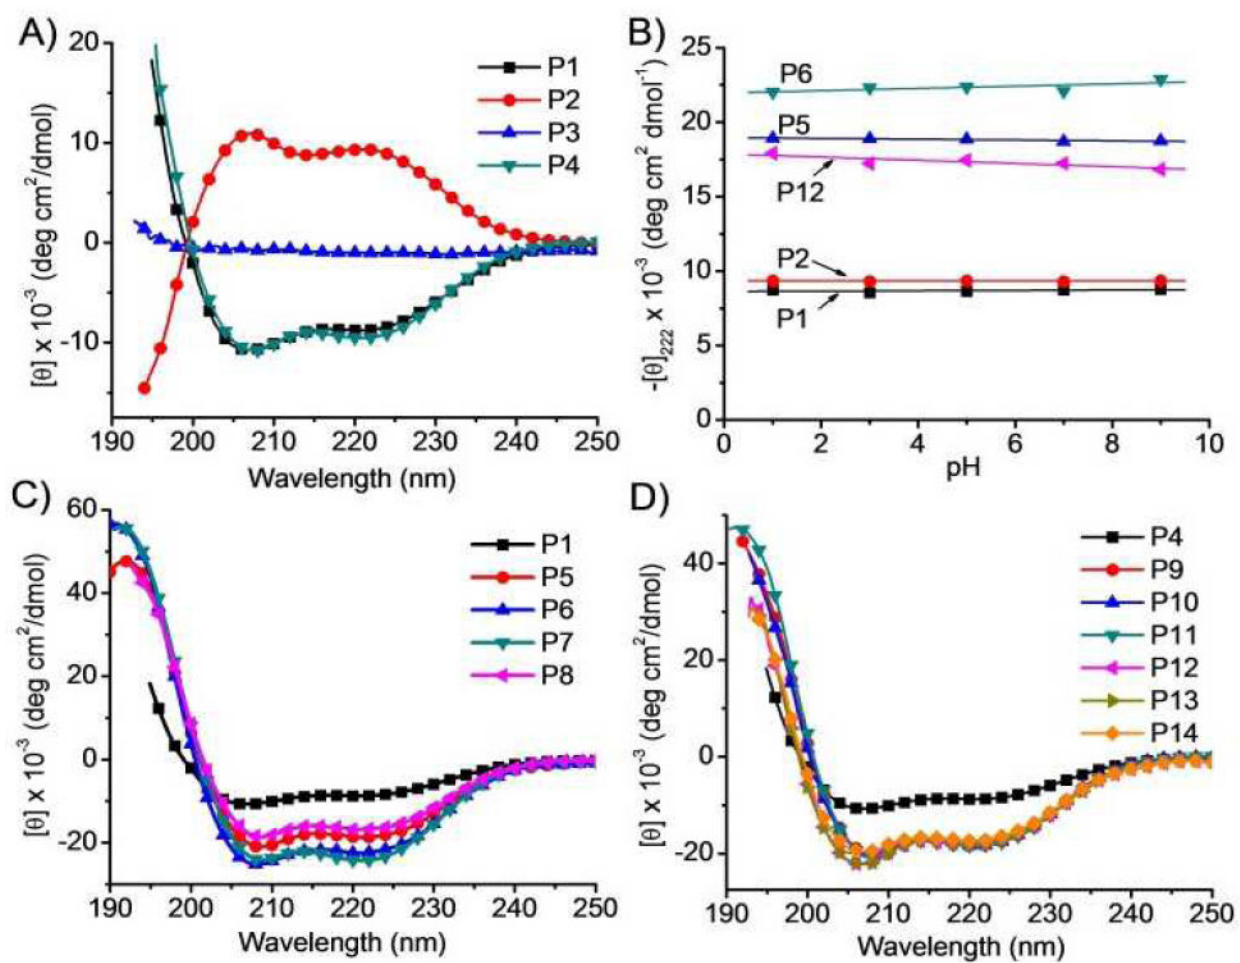 A)
[θ] x 10⁻³ (deg cm²/dmol)
20
10
0
-10
P1
P2
P3
P4
190 200 210 220 230 240 250
Wavelength (nm)
B)
-[θ]₂₂₂ x 10⁻³ (deg cm² dmol⁻¹)
25
20
15
10
5
0
P6
P5
P12
P2
P1
0 2 4 6 8 10
pH
C)
[θ] x 10⁻³ (deg cm²/dmol)
60
40
20
0
-20
P1
P5
P6
P7
P8
190 200 210 220 230 240 250
Wavelength (nm)
D)
[θ] x 10⁻³ (deg cm²/dmol)
40
20
0
-20
P4
P9
P10
P11
P12
P13
P14
190 200 210 220 230 240 250
Wavelength (nm)